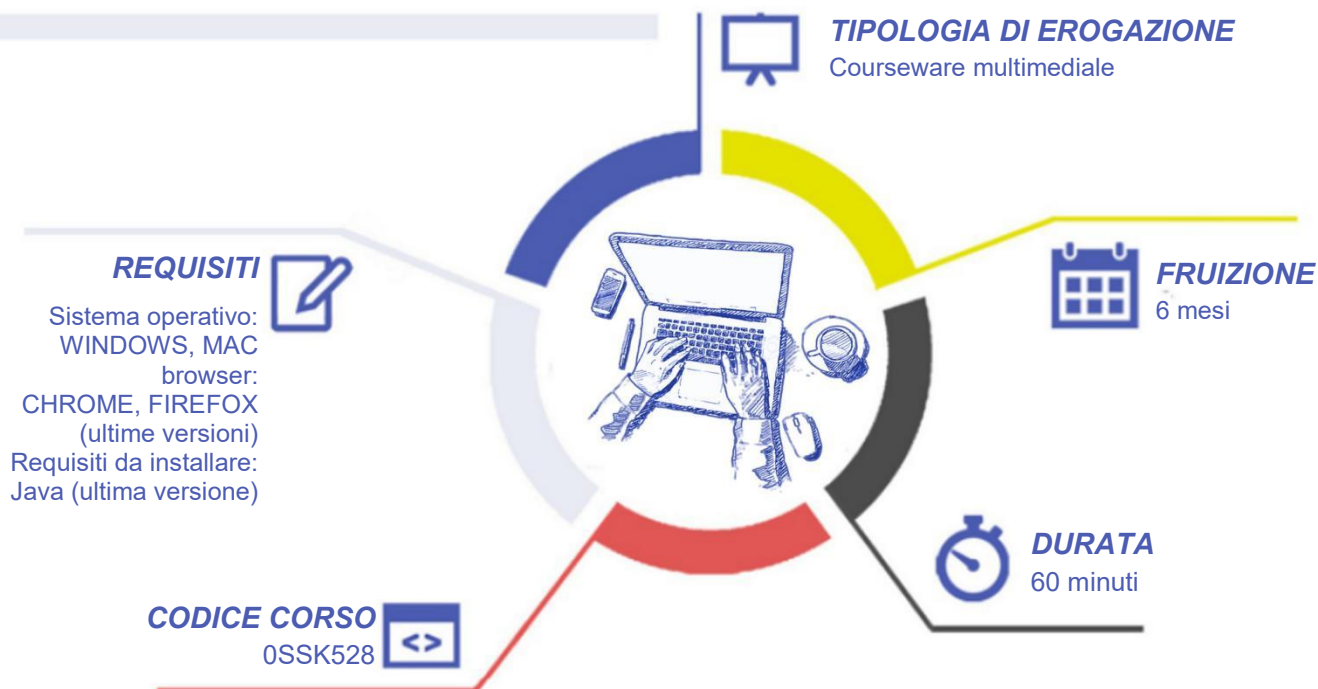 TIPOLOGIA DI EROGAZIONE
Courseware multimediale
REQUISITI
Sistema operativo:
WINDOWS, MAC
browser:
CHROME, FIREFOX
(ultime versioni)
Requisiti da installare:
Java (ultima versione)
FRUIZIONE
6 mesi
DURATA
60 minuti
CODICE CORSO
0SSK528